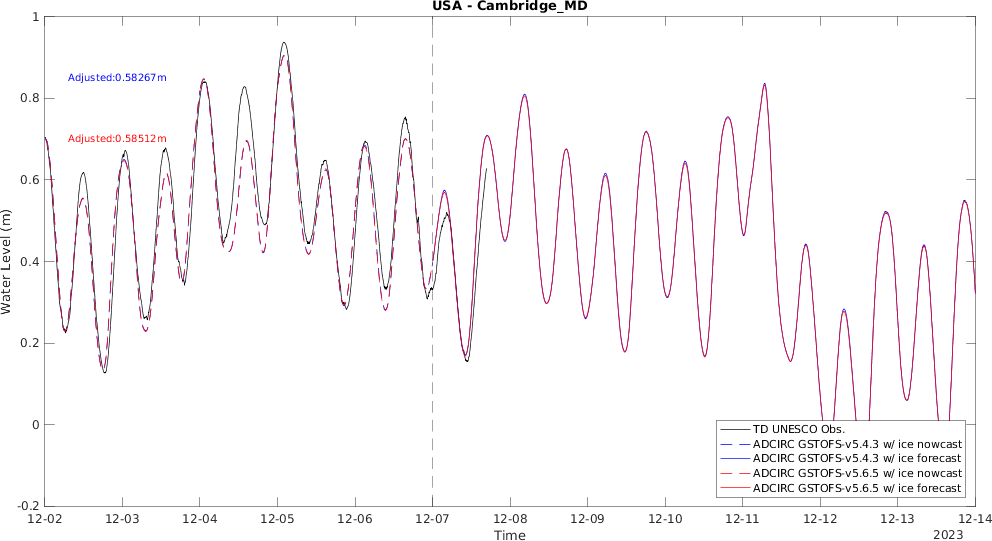 USA - Cambridge_MD
Adjusted:0.58267m
Adjusted:0.58512m
Water Level (m)
1
0.8
0.6
0.4
0.2
0
-0.2
TD UNESCO Obs.
ADCIRC GSTOFS-v5.4.3 w/ ice nowcast
ADCIRC GSTOFS-v5.4.3 w/ ice forecast
ADCIRC GSTOFS-v5.6.5 w/ ice nowcast
ADCIRC GSTOFS-v5.6.5 w/ ice forecast
12-02 12-03 12-04 12-05 12-06 12-07 12-08 12-09 12-10 12-11 12-12 12-13 12-14
Time
2023